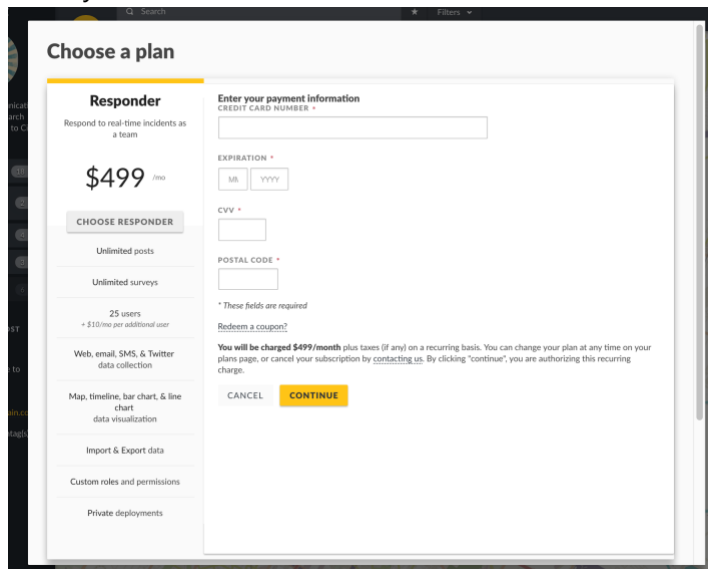 Search
Filters
Choose a plan
Responder
Respond to real-time incidents as
a team
$499 /mo
CHOOSE RESPONDER
Unlimited posts
Unlimited surveys
25 users
+ $10/mo per additional user
Web, email, SMS, & Twitter
data collection
Map, timeline, bar chart, & line
chart
data visualization
Import & Export data
Custom roles and permissions
Private deployments
Enter your payment information
CREDIT CARD NUMBER *
EXPIRATION *
YYYY
CVV *
POSTAL CODE *
* These fields are required
Redeem a coupon?
You will be charged $499/month plus taxes (if any) on a recurring basis. You can change your plan at any time on your
plans page, or cancel your subscription by contacting us. By clicking "continue", you are authorizing this recurring
charge.
CANCEL
CONTINUE